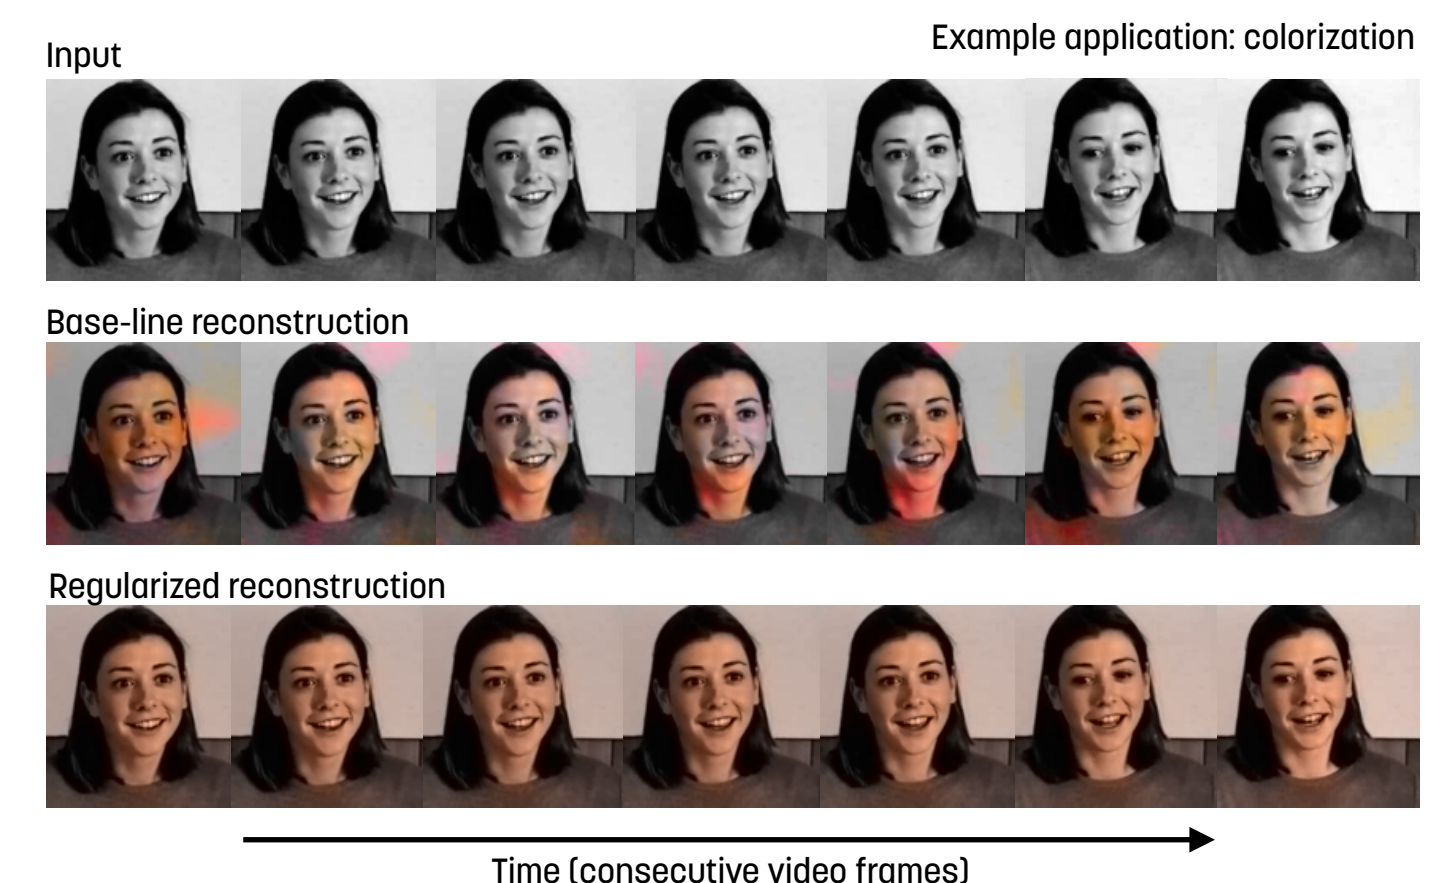 Example application: colorization
Input
Base-line reconstruction
Regularized reconstruction
Time (consecutive video frames)